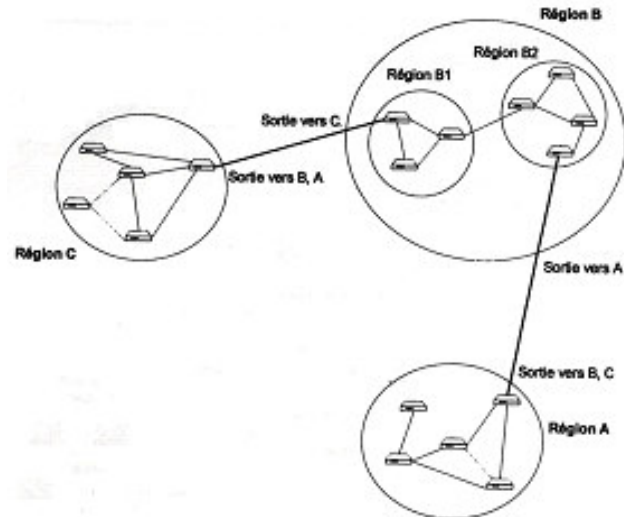 Région B
Région B2
Région B1
Sortie vers C
Sortie vers B, A
Région C
Sortie vers A
Sortie vers B, C
Région A